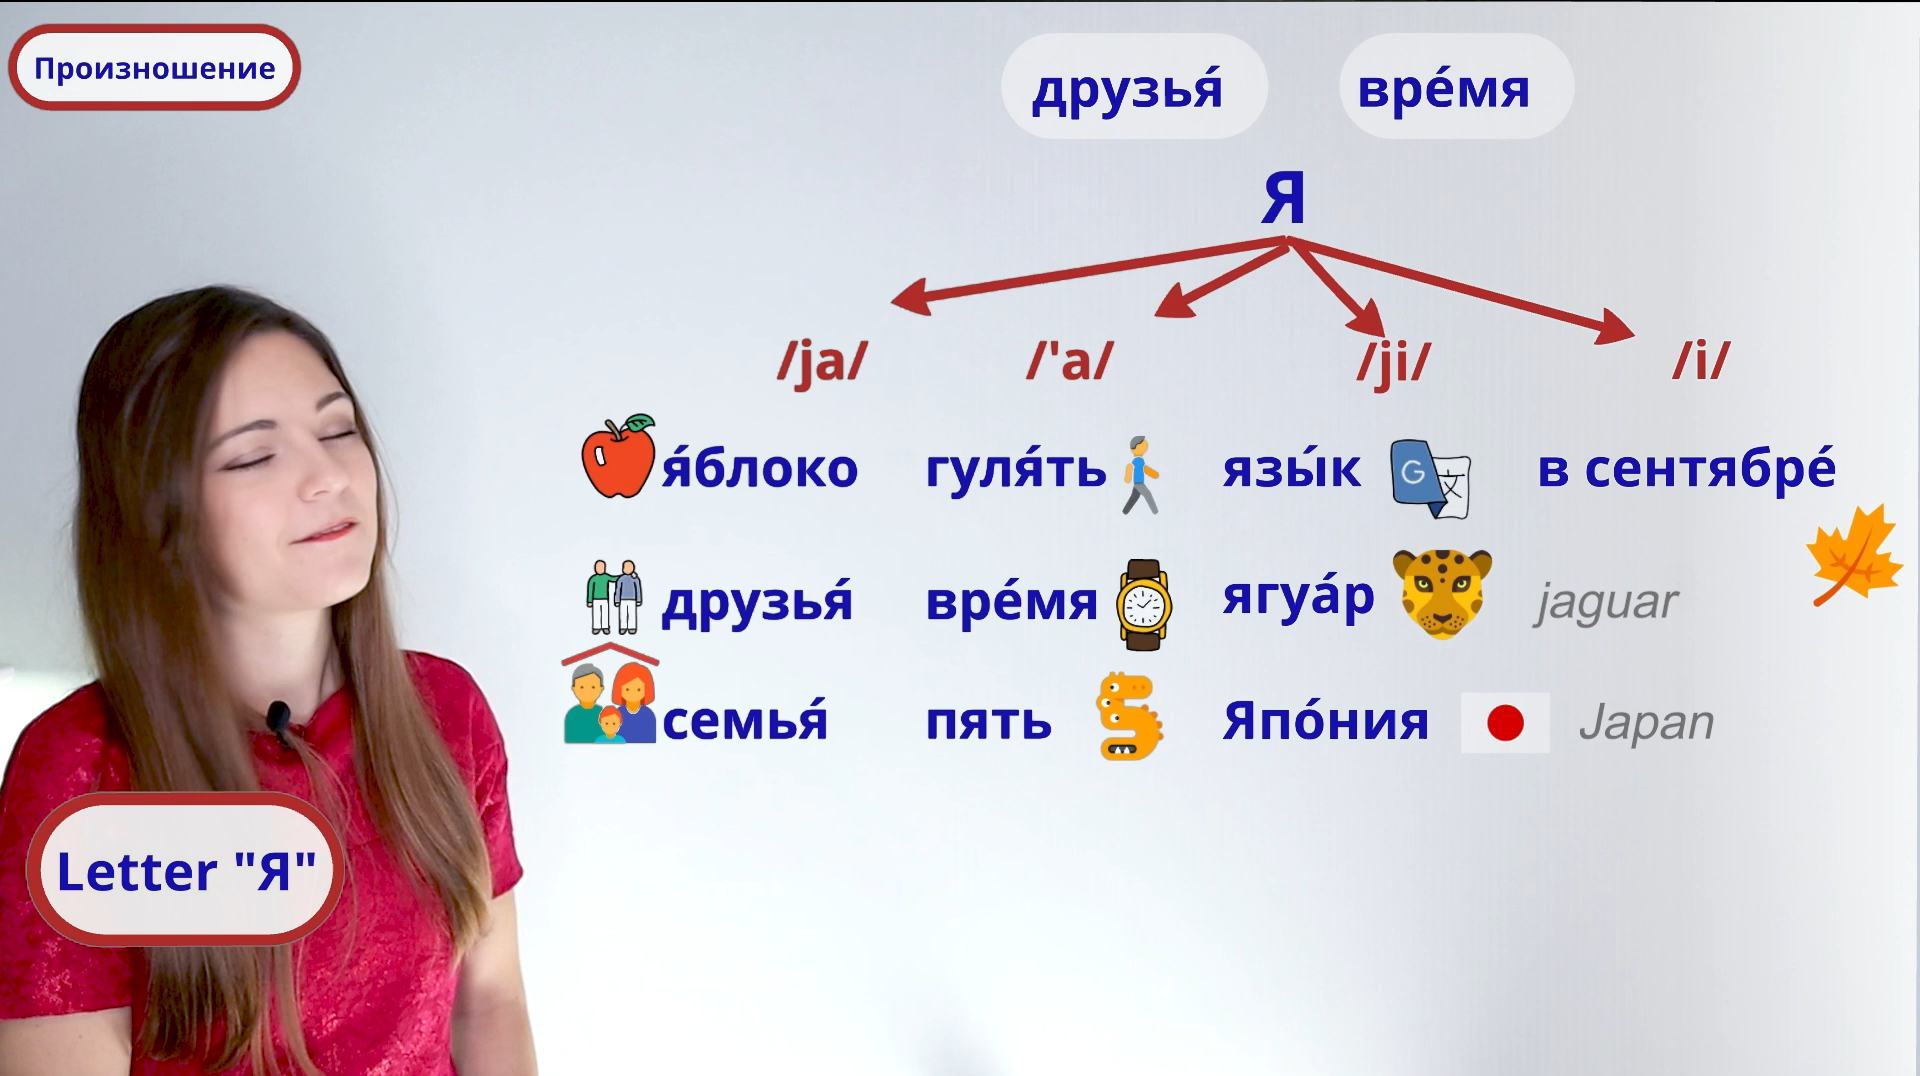 Произношение
друзья́ вре́мя
Я
/ja/ /'a/ /ji/ /i/
я́блоко гуля́ть язы́к G 文 в сентябре́
друзья́ вре́мя ягуа́р jaguar
семья́ пять Япо́ния Japan
Letter "Я"